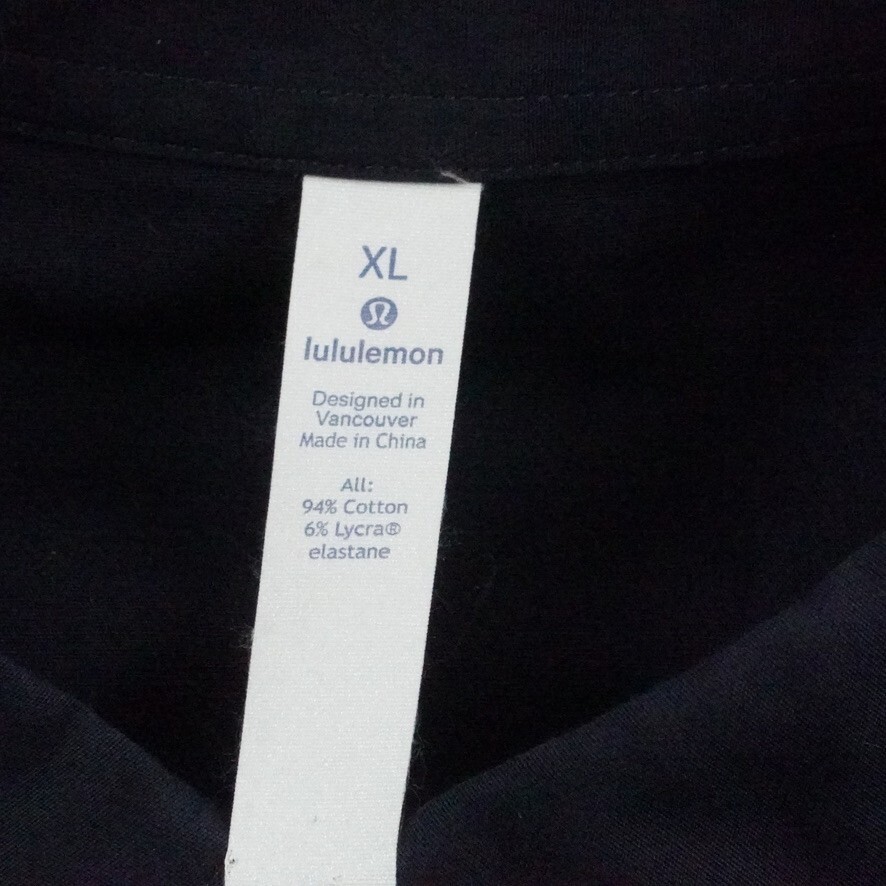 XL
lululemon
Designed in
Vancouver
Made in China
All:
94% Cotton
6% Lycra®
elastane